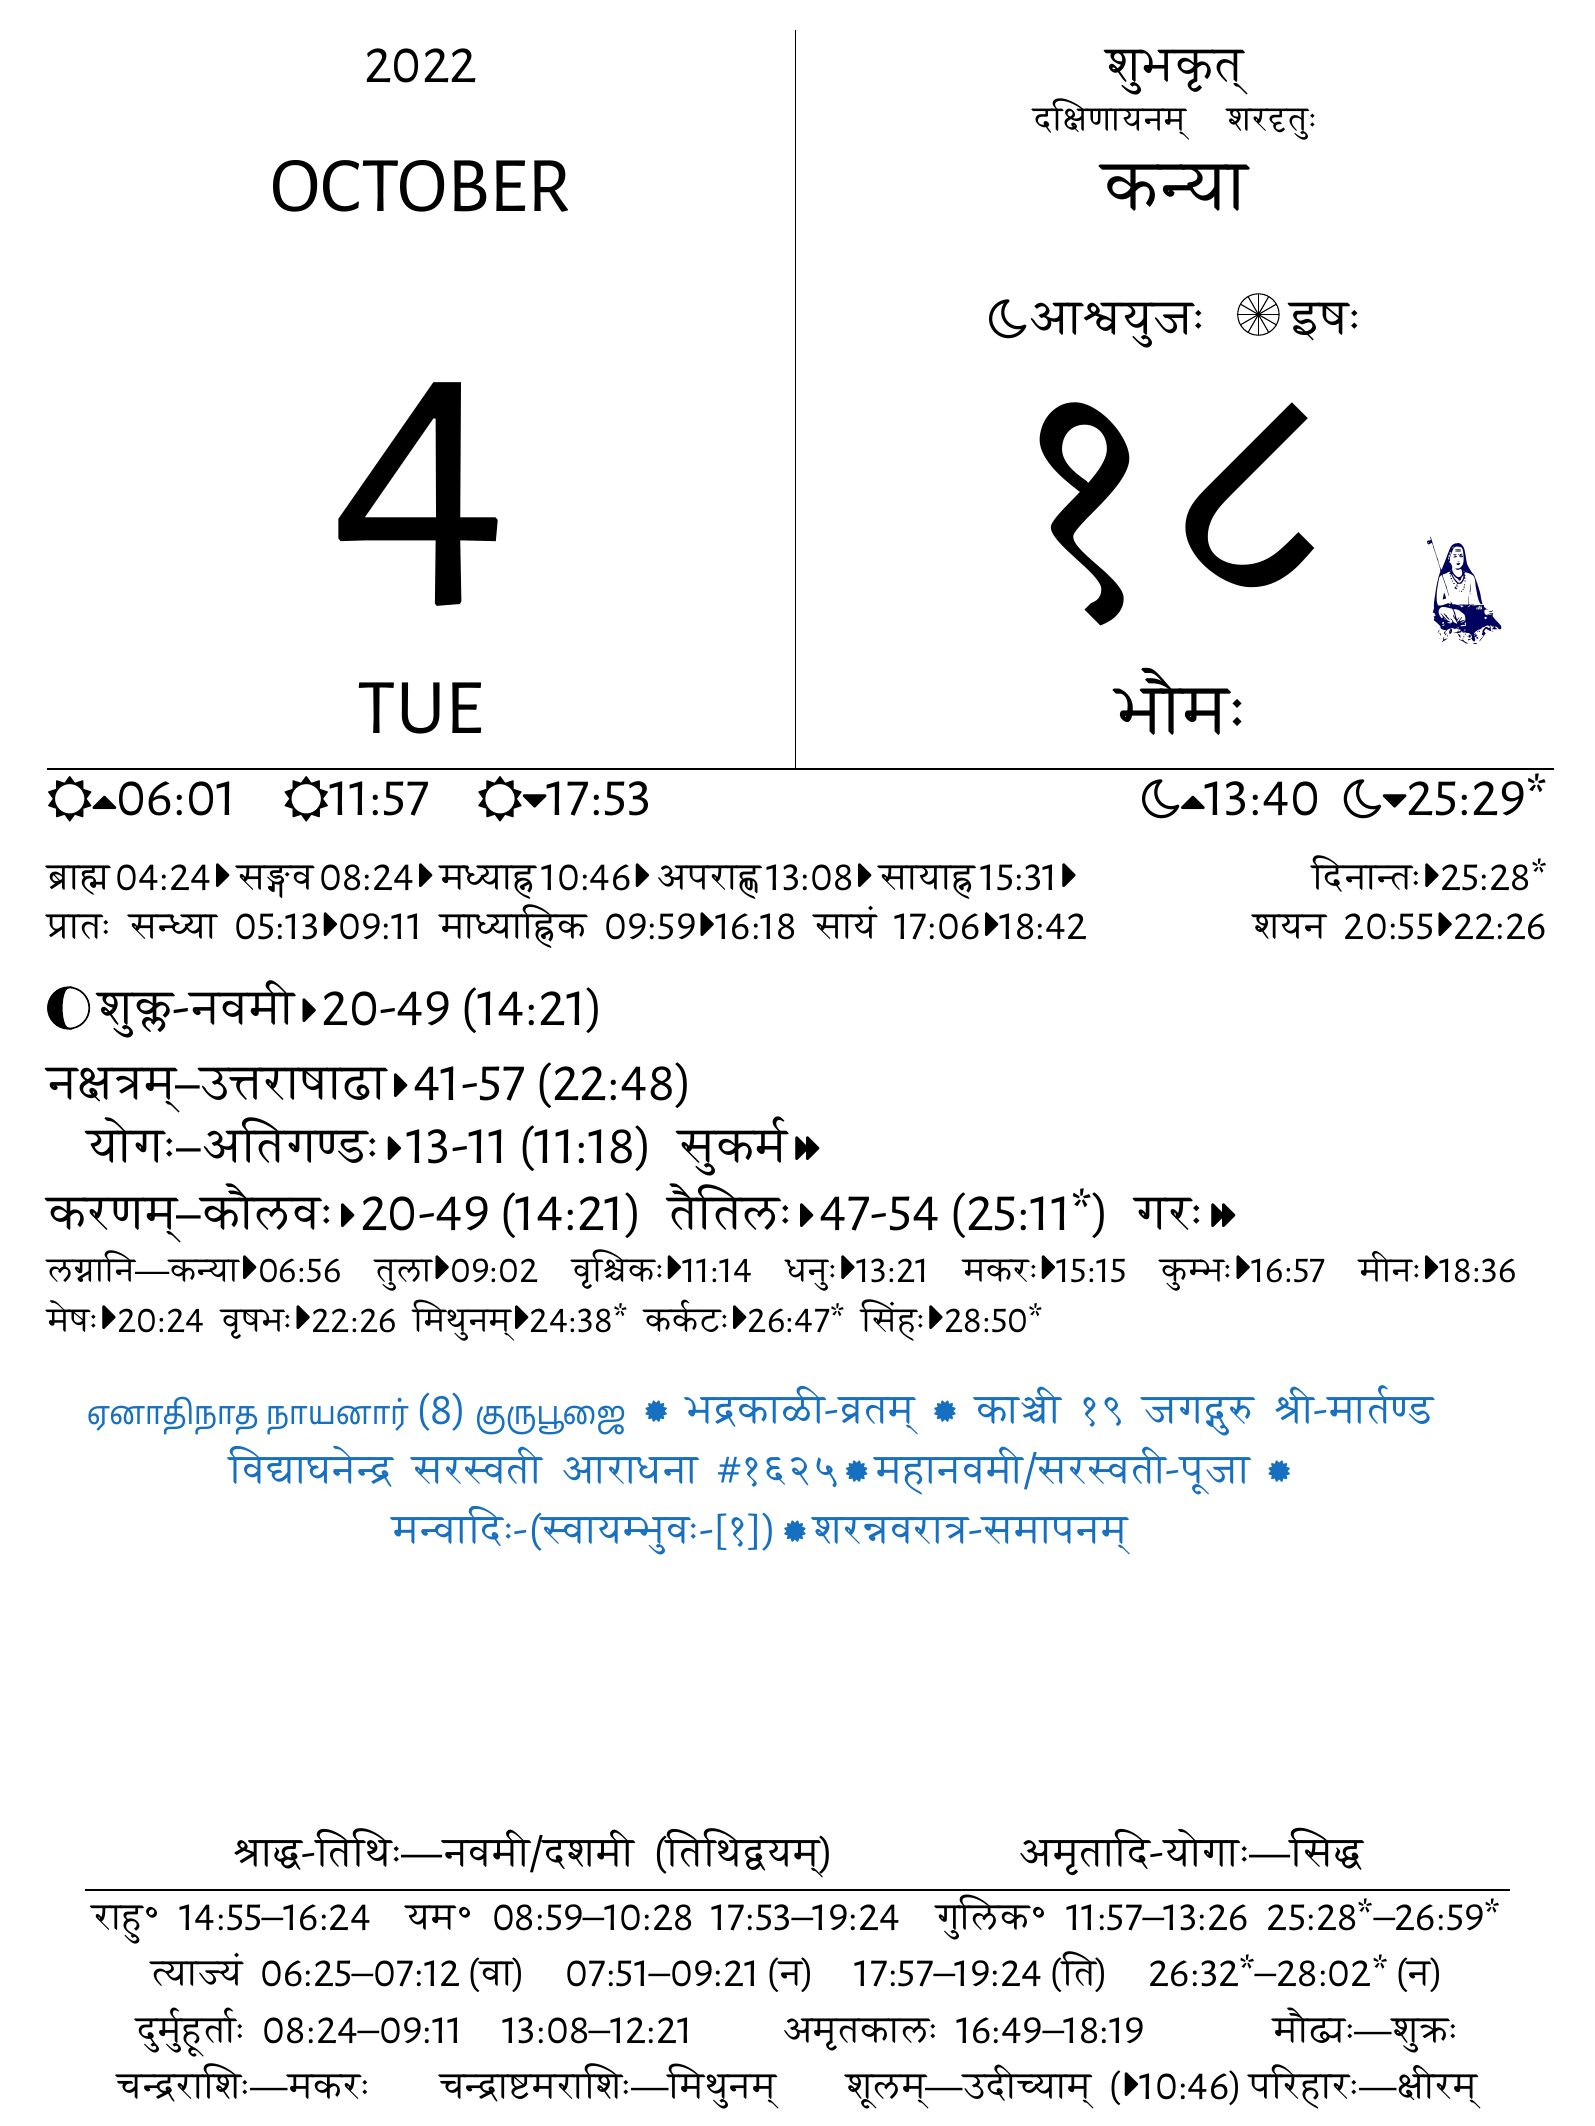 2022
OCTOBER
4
TUE
शुभकृत्
दक्षिणायनम् शरदृतुः
कन्या
आश्वयुजः इषः
१८
भौमः
06:01 11:57 17:53 13:40 25:29*
ब्राह्म 04:24 सङ्गव 08:24 मध्याह्न 10:46 अपराह्ण 13:08 सायाह्न 15:31 दिनान्तः 25:28*
प्रातः सन्ध्या 05:13 09:11 माध्याह्निक 09:59 16:18 सायं 17:06 18:42 शयन 20:55 22:26
शुक्ल-नवमी 20-49 (14:21)
नक्षत्रम्–उत्तराषाढा 41-57 (22:48)
योगः–अतिगण्डः 13-11 (11:18) सुकर्म
करणम्–कौलवः 20-49 (14:21) तैतिलः 47-54 (25:11*) गरः
लग्नानि—कन्या 06:56 तुला 09:02 वृश्चिकः 11:14 धनुः 13:21 मकरः 15:15 कुम्भः 16:57 मीनः 18:36
मेषः 20:24 वृषभः 22:26 मिथुनम् 24:38* कर्कटः 26:47* सिंहः 28:50*
ஏனாதிநாத நாயனார் (8) குருபூஜை ✹ भद्रकाळी-व्रतम् ✹ काञ्ची १९ जगद्गुरु श्री-मार्तण्ड
विद्याघनेन्द्र सरस्वती आराधना #१६२५ ✹ महानवमी/सरस्वती-पूजा ✹
मन्वादिः-(स्वायम्भुवः-[१]) ✹ शरन्नवरात्र-समापनम्
श्राद्ध-तिथिः—नवमी/दशमी (तिथिद्वयम्) अमृतादि-योगाः—सिद्ध
राहु॰ 14:55–16:24 यम॰ 08:59–10:28 17:53–19:24 गुलिक॰ 11:57–13:26 25:28*–26:59*
त्याज्यं 06:25–07:12 (वा) 07:51–09:21 (न) 17:57–19:24 (ति) 26:32*–28:02* (न)
दुर्मुहूर्ताः 08:24–09:11 13:08–12:21 अमृतकालः 16:49–18:19 मौढ्यः—शुक्रः
चन्द्रराशिः—मकरः चन्द्राष्टमराशिः—मिथुनम् शूलम्—उदीच्याम् (10:46) परिहारः—क्षीरम्